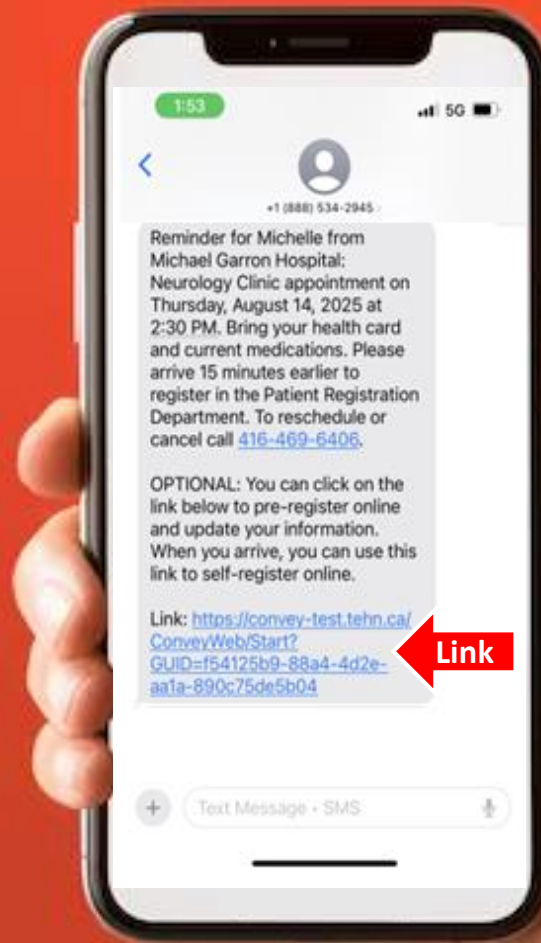 1:53
5G
+1 (888) 534-2945
Reminder for Michelle from
Michael Garron Hospital:
Neurology Clinic appointment on
Thursday, August 14, 2025 at
2:30 PM. Bring your health card
and current medications. Please
arrive 15 minutes earlier to
register in the Patient Registration
Department. To reschedule or
cancel call 416-469-6406.
OPTIONAL: You can click on the
link below to pre-register online
and update your information.
When you arrive, you can use this
link to self-register online.
Link: https://convey-test.tehn.ca/
ConveyWeb/Start?
GUID=f54125b9-88a4-4d2e-
aa1a-890c75de5b04
Link
Text Message • SMS